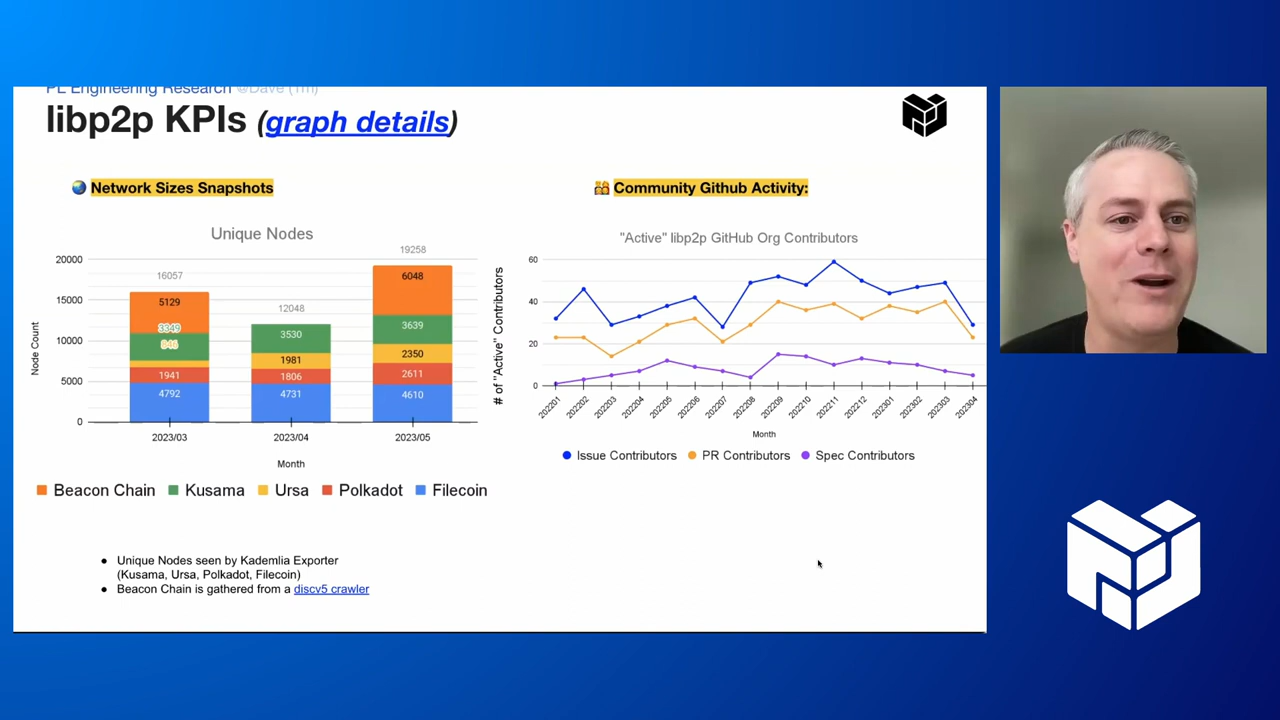 PL Engineering Research @Dave (1m)
libp2p KPIs (graph details)
🌏 Network Sizes Snapshots
Unique Nodes
Node Count
20000
15000
10000
5000
0
16057
5129
3349
846
1941
4792
12048
3530
1981
1806
4731
19258
6048
3639
2350
2611
4610
2023/03
2023/04
2023/05
Month
Beacon Chain
Kusama
Ursa
Polkadot
Filecoin
● Unique Nodes seen by Kademlia Exporter
(Kusama, Ursa, Polkadot, Filecoin)
● Beacon Chain is gathered from a discv5 crawler
Community Github Activity:
"Active" libp2p GitHub Org Contributors
# of "Active" Contributors
60
40
20
0
202201
202202
202203
202204
202205
202206
202207
202208
202209
202210
202211
202212
202301
202302
202303
202304
Month
Issue Contributors
PR Contributors
Spec Contributors